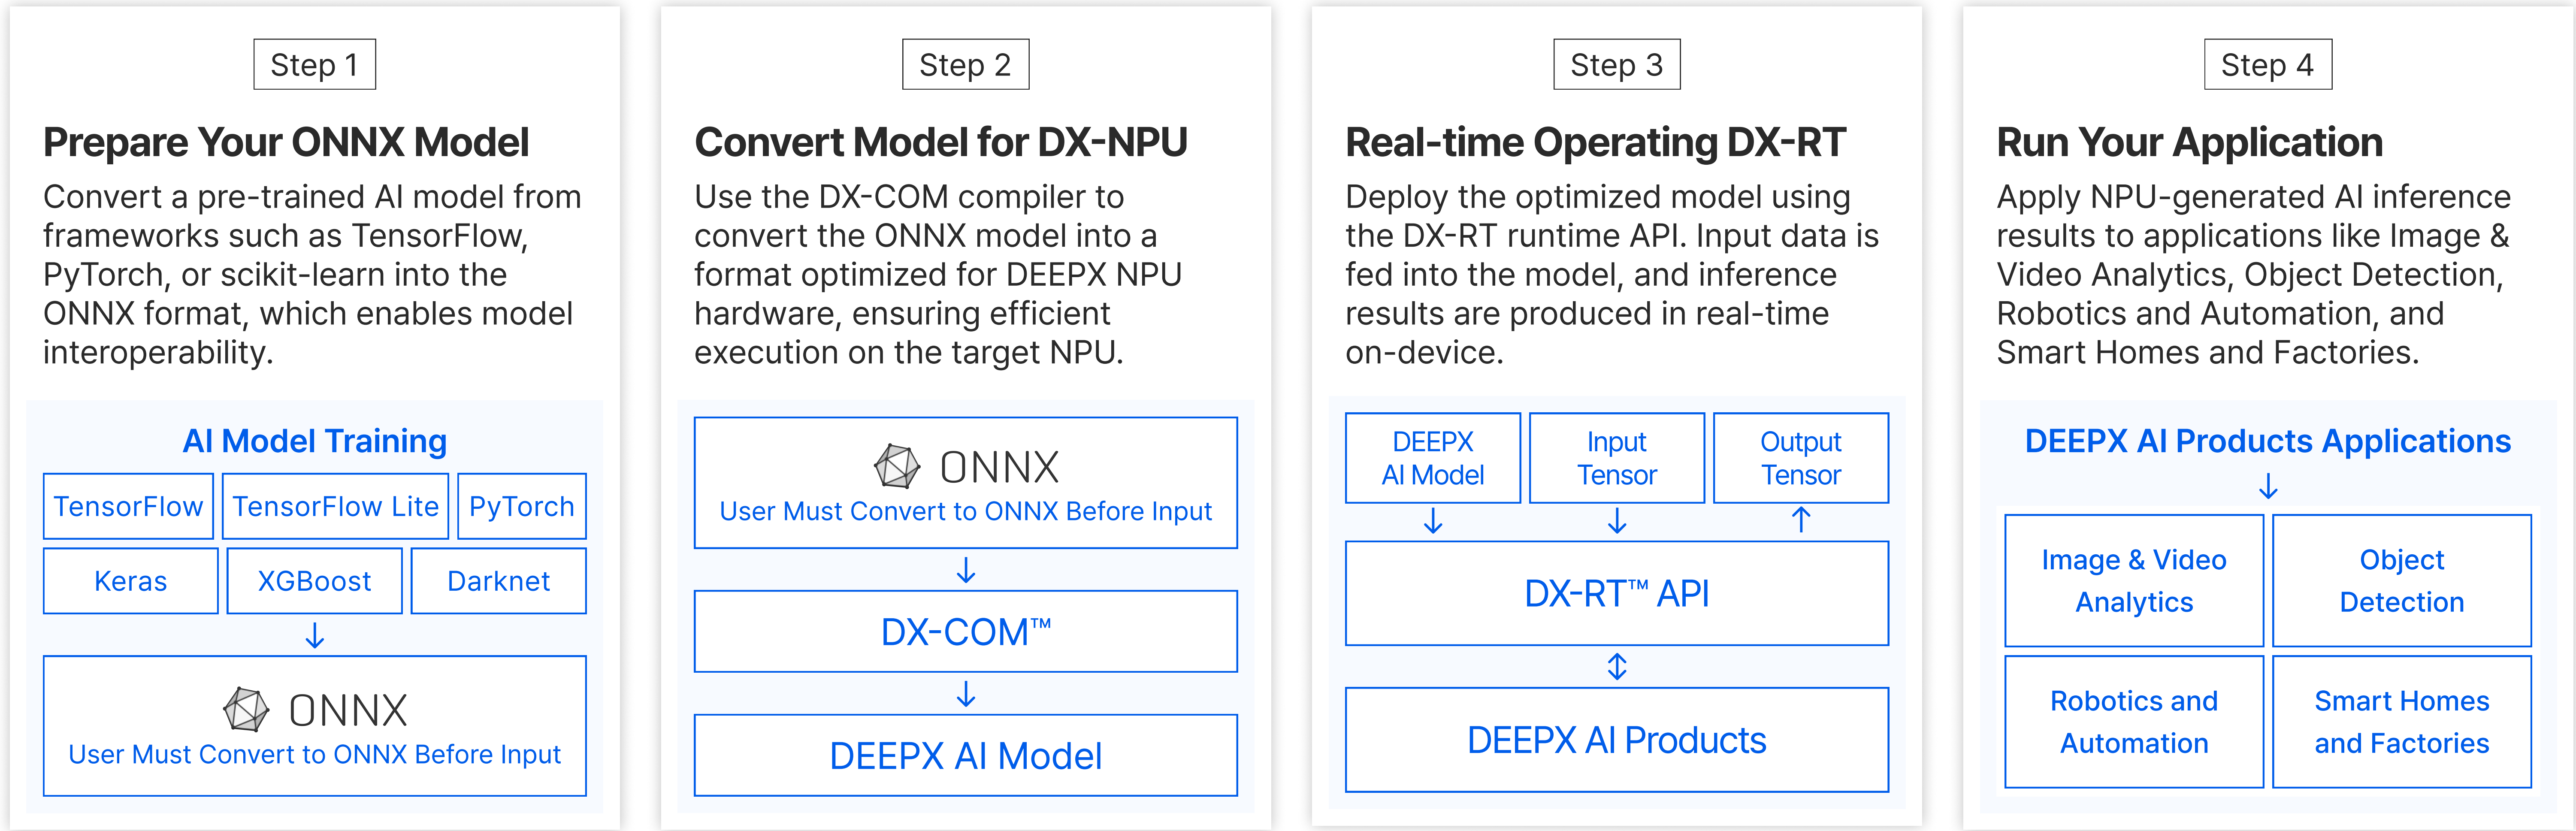 Step 1
Prepare Your ONNX Model
Convert a pre-trained AI model from
frameworks such as TensorFlow,
PyTorch, or scikit-learn into the
ONNX format, which enables model
interoperability.
AI Model Training
TensorFlow
TensorFlow Lite
PyTorch
Keras
XGBoost
Darknet
ONNX
User Must Convert to ONNX Before Input
Step 2
Convert Model for DX-NPU
Use the DX-COM compiler to
convert the ONNX model into a
format optimized for DEEPX NPU
hardware, ensuring efficient
execution on the target NPU.
ONNX
User Must Convert to ONNX Before Input
DX-COM™
DEEPX AI Model
Step 3
Real-time Operating DX-RT
Deploy the optimized model using
the DX-RT runtime API. Input data is
fed into the model, and inference
results are produced in real-time
on-device.
DEEPX
AI Model
Input
Tensor
Output
Tensor
DX-RT™ API
DEEPX AI Products
Step 4
Run Your Application
Apply NPU-generated AI inference
results to applications like Image &
Video Analytics, Object Detection,
Robotics and Automation, and
Smart Homes and Factories.
DEEPX AI Products Applications
Image & Video
Analytics
Object
Detection
Robotics and
Automation
Smart Homes
and Factories